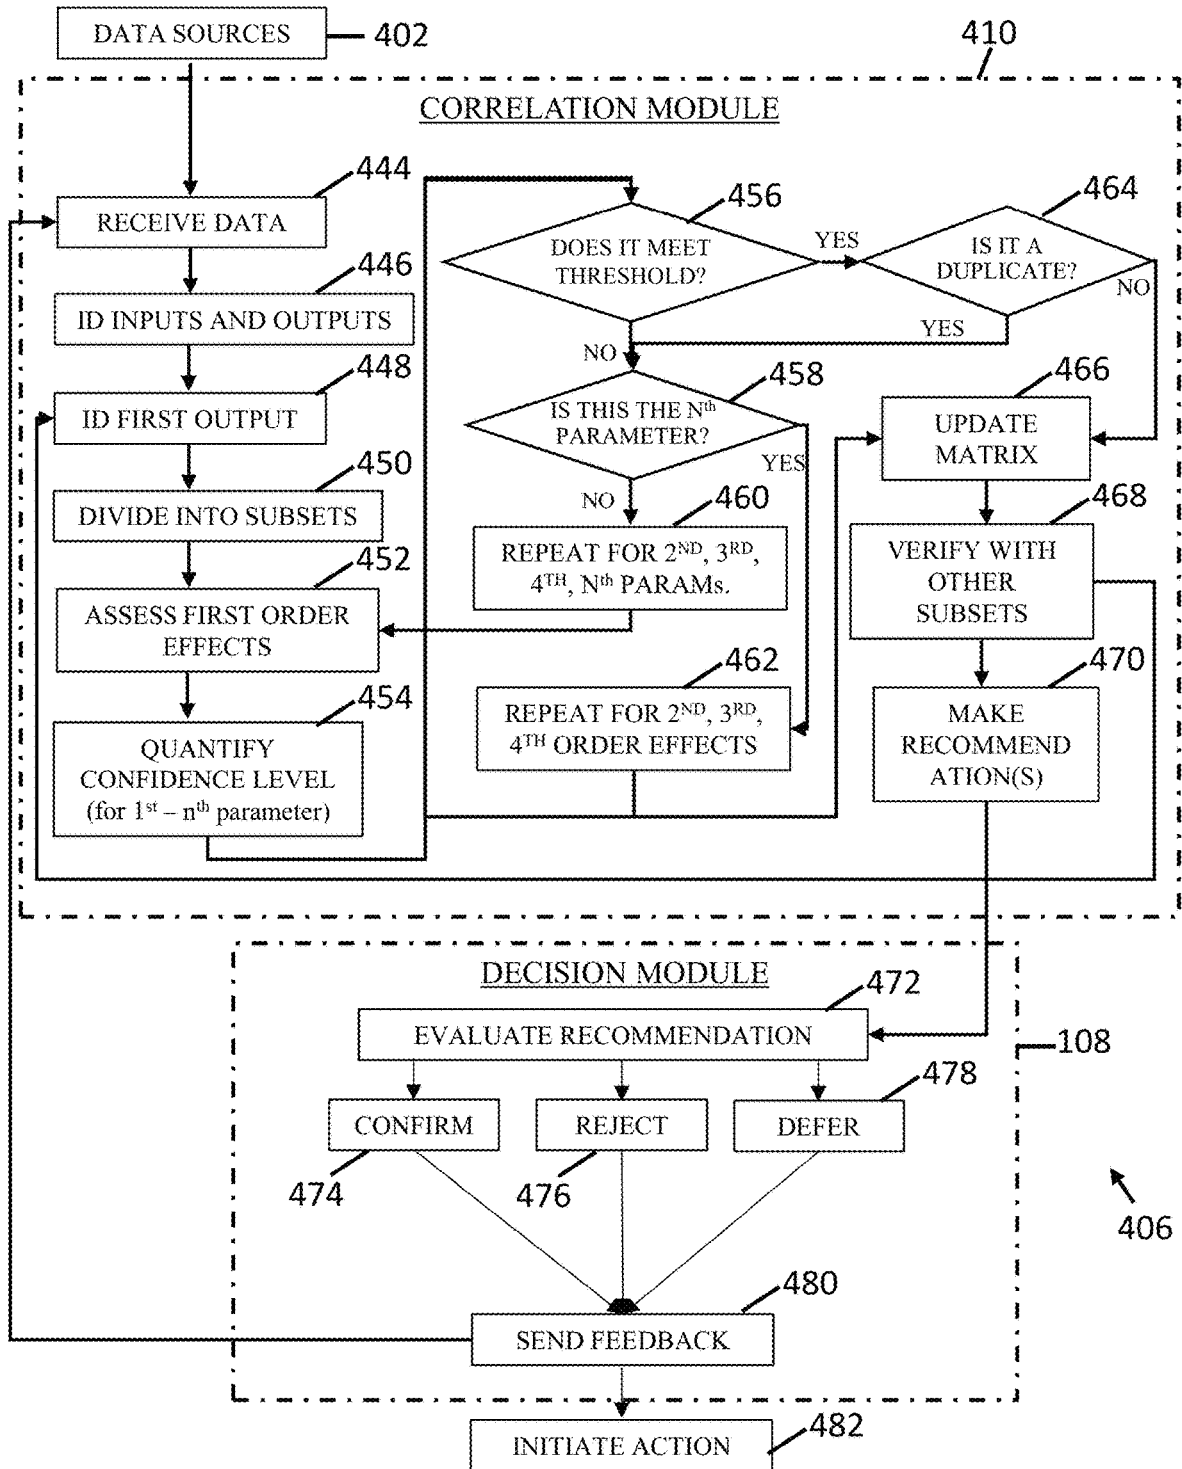 DATA SOURCES
402
410
CORRELATION MODULE
444
RECEIVE DATA
446
ID INPUTS AND OUTPUTS
448
ID FIRST OUTPUT
450
DIVIDE INTO SUBSETS
452
ASSESS FIRST ORDER
EFFECTS
454
QUANTIFY
CONFIDENCE LEVEL
(for 1st – nth parameter)
456
DOES IT MEET
THRESHOLD?
YES
NO
464
IS IT A
DUPLICATE?
NO
YES
458
IS THIS THE Nth
PARAMETER?
YES
NO
460
REPEAT FOR 2ND, 3RD,
4TH, Nth PARAMs.
462
REPEAT FOR 2ND, 3RD,
4TH ORDER EFFECTS
466
UPDATE
MATRIX
468
VERIFY WITH
OTHER
SUBSETS
470
MAKE
RECOMMEND
ATION(S)
DECISION MODULE
472
EVALUATE RECOMMENDATION
108
CONFIRM
474
REJECT
476
DEFER
478
406
480
SEND FEEDBACK
INITIATE ACTION
482